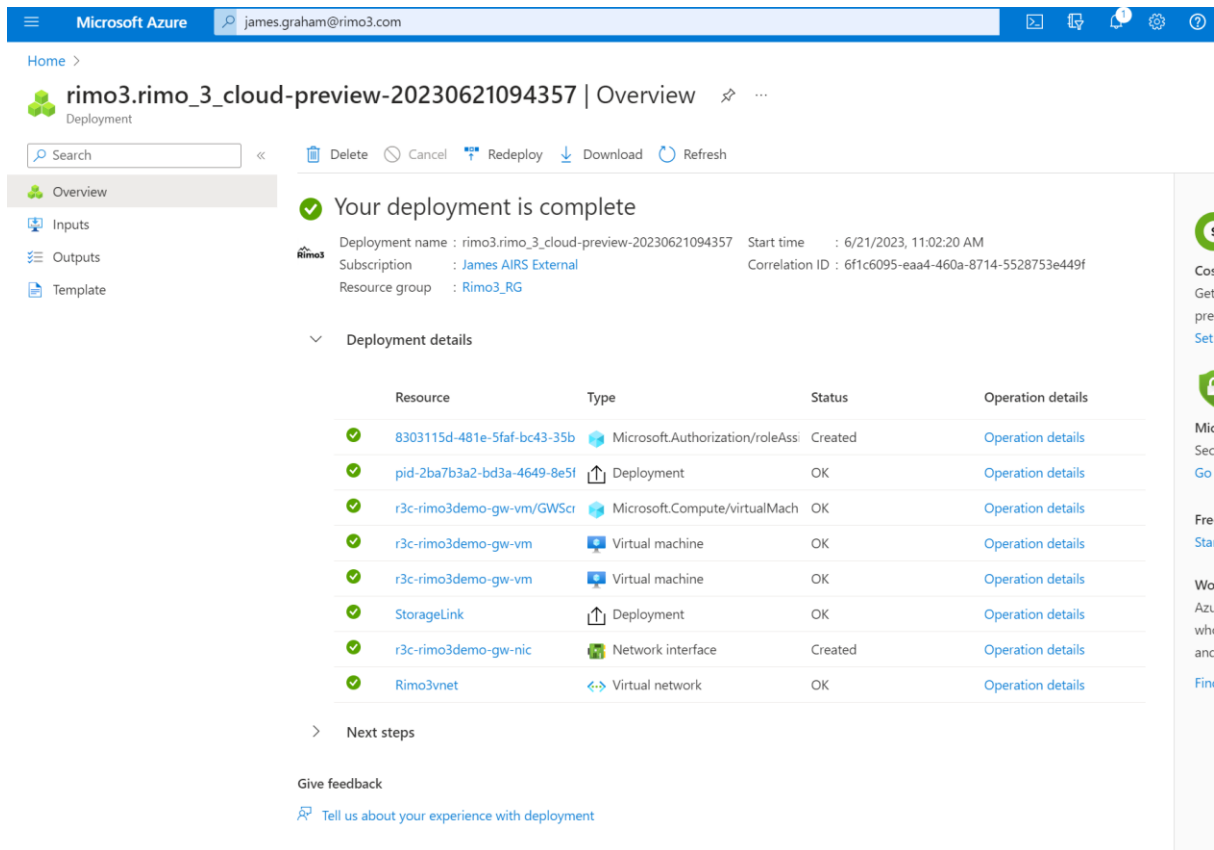 Microsoft Azure
james.graham@rimo3.com
1
Home >
rimo3.rimo_3_cloud-preview-20230621094357 | Overview
Deployment
Search
Delete Cancel Redeploy Download Refresh
Overview
Inputs
Outputs
Template
Your deployment is complete
Rimo3
Deployment name : rimo3.rimo_3_cloud-preview-20230621094357 Start time : 6/21/2023, 11:02:20 AM
Subscription : James AIRS External Correlation ID : 6f1c6095-eaa4-460a-8714-5528753e449f
Resource group : Rimo3_RG
Deployment details
Resource Type Status Operation details
8303115d-481e-5faf-bc43-35b Microsoft.Authorization/roleAssi Created Operation details
pid-2ba7b3a2-bd3a-4649-8e5f Deployment OK Operation details
r3c-rimo3demo-gw-vm/GWScr Microsoft.Compute/virtualMach OK Operation details
r3c-rimo3demo-gw-vm Virtual machine OK Operation details
r3c-rimo3demo-gw-vm Virtual machine OK Operation details
StorageLink Deployment OK Operation details
r3c-rimo3demo-gw-nic Network interface Created Operation details
Rimo3vnet Virtual network OK Operation details
Next steps
Give feedback
Tell us about your experience with deployment
Cos
Get
pre
Set
Mic
Sec
Go
Fre
Sta
Wo
Azu
who
and
Find